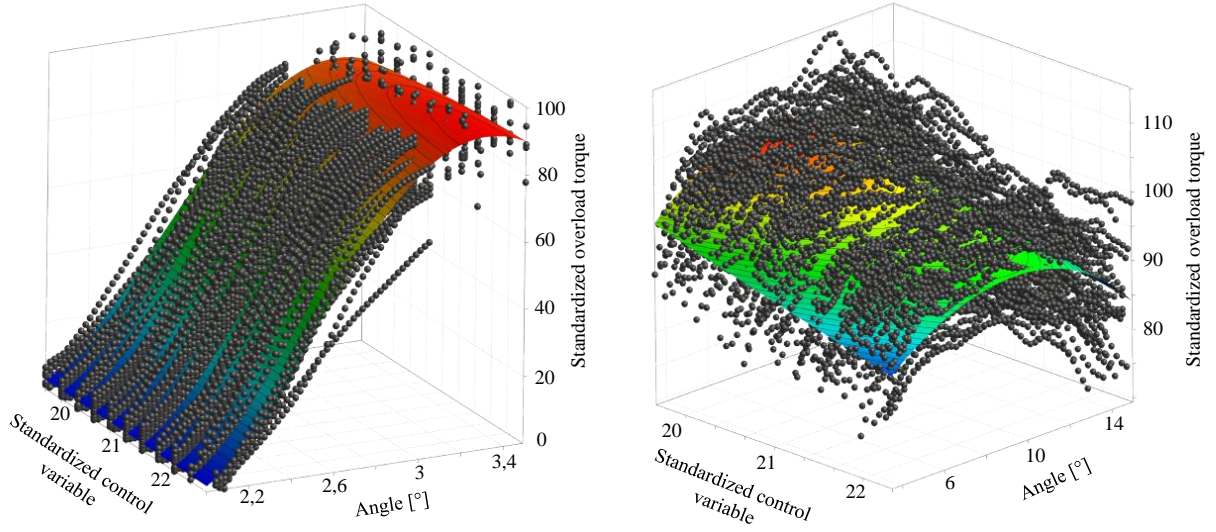 100
80
60
40
20
0
Standardized overload torque
20
21
22
Standardized control
variable
2,2
2,6
3
3,4
Angle [°]
110
100
90
80
Standardized overload torque
20
21
22
Standardized control
variable
6
10
14
Angle [°]